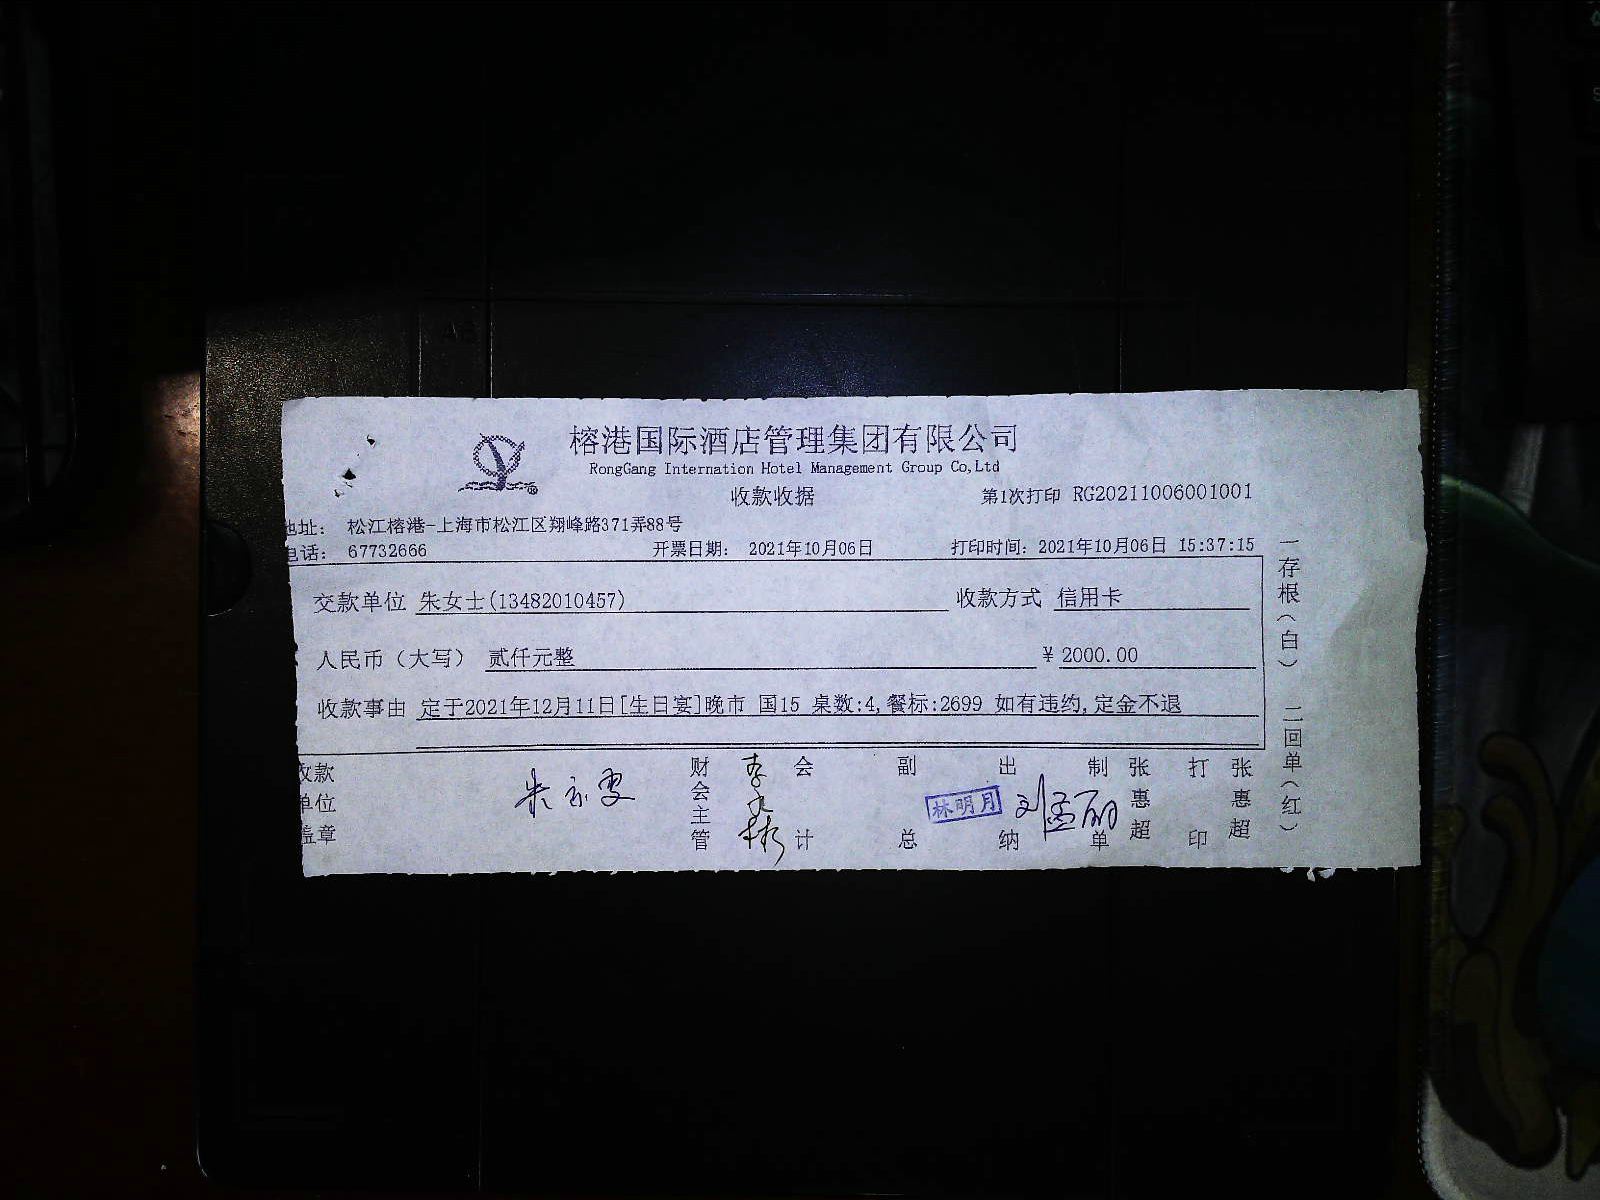 榕港国际酒店管理集团有限公司
RongGang Internation Hotel Management Group Co,Ltd
收款收据
第1次打印 RG20211006001001
地址： 松江榕港-上海市松江区翔峰路371弄88号
电话： 67732666 开票日期： 2021年10月06日 打印时间：2021年10月06日 15:37:15
交款单位 朱女士(13482010457) 收款方式 信用卡
人民币（大写） 贰仟元整 ￥2000.00
收款事由 定于2021年12月11日[生日宴]晚市 国15 桌数:4,餐标:2699 如有违约,定金不退
收款单位盖章
财会主管
会计
副总
出纳 林明月
制单 张惠超
打印 张惠超
一存根（白） 二回单（红）